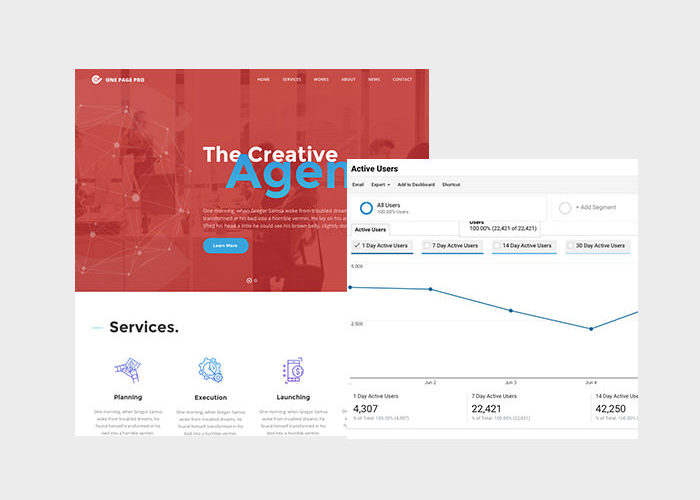 ONE PAGE PRO
HOME SERVICES WORKS ABOUT NEWS CONTACT
The Creative
Agen
One morning, when Gregor Samsa woke from troubled dream
transformed in his bed into a horrible vermin. He lay on his a
lifted his head a little he could see his brown belly, slightly do
Learn More
Services.
Planning
One morning, when Gregor Samsa
woke from troubled dreams, he
found himself transformed in his
bed into a horrible vermin.
Execution
One morning, when Gregor Samsa
woke from troubled dreams, he
found himself transformed in his
bed into a horrible vermin.
Launching
One morning, when Gregor Samsa
woke from troubled dreams, he
found himself transformed in his
bed into a horrible vermin.
Active Users
Email Export Add to Dashboard Shortcut
All Users
100.00% Users
+ Add Segment
Users
100.00% (22,421 of 22,421)
Active Users
1 Day Active Users 7 Day Active Users 14 Day Active Users 30 Day Active Users
5,000
2,500
... Jun 2 Jun 3 Jun 4
1 Day Active Users
4,307
% of Total: 100.00% (4,307)
7 Day Active Users
22,421
% of Total: 100.00% (22,421)
14 Day Active Us
42,250
% of Total: 100.00% (42